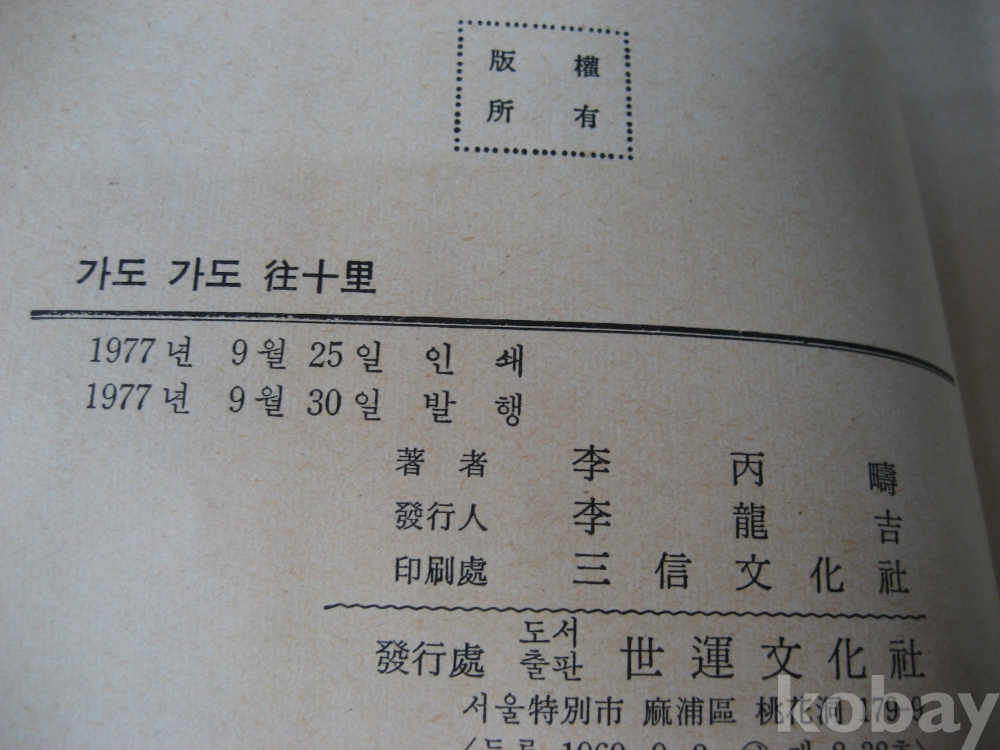 版 權
所 有
가도 가도 往十里
1977년 9월 25일 인 쇄
1977년 9월 30일 발 행
著 者 李 丙 疇
發行人 李 龍 吉
印刷處 三 信 文 化 社
發行處 도서출판 世 運 文 化 社
서울特別市 麻浦區 桃花洞 179-9
kobay